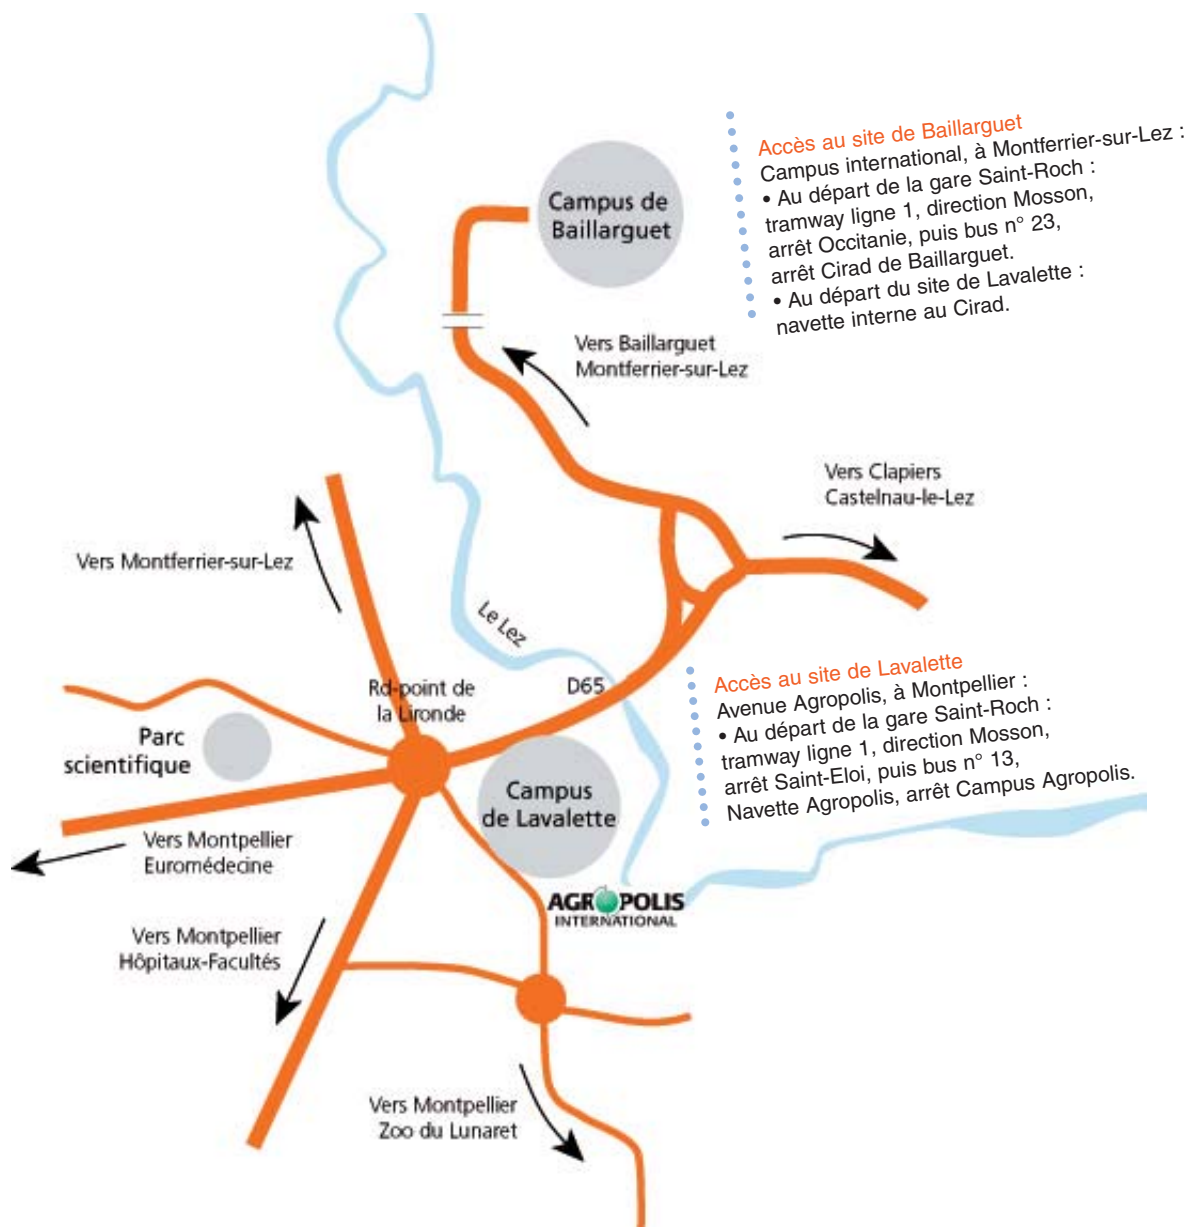 Accès au site de Baillarguet
Campus international, à Montferrier-sur-Lez :
• Au départ de la gare Saint-Roch :
tramway ligne 1, direction Mosson,
arrêt Occitanie, puis bus n° 23,
arrêt Cirad de Baillarguet.
• Au départ du site de Lavalette :
navette interne au Cirad.
Campus de
Baillarguet
Vers Baillarguet
Montferrier-sur-Lez
Vers Clapiers
Castelnau-le-Lez
Vers Montferrier-sur-Lez
Le Lez
D65
Rd-point de
la Lironde
Accès au site de Lavalette
Avenue Agropolis, à Montpellier :
• Au départ de la gare Saint-Roch :
tramway ligne 1, direction Mosson,
arrêt Saint-Eloi, puis bus n° 13,
Navette Agropolis, arrêt Campus Agropolis.
Parc
scientifique
Campus
de Lavalette
Vers Montpellier
Euromédecine
AGROPOLIS
INTERNATIONAL
Vers Montpellier
Hôpitaux-Facultés
Vers Montpellier
Zoo du Lunaret